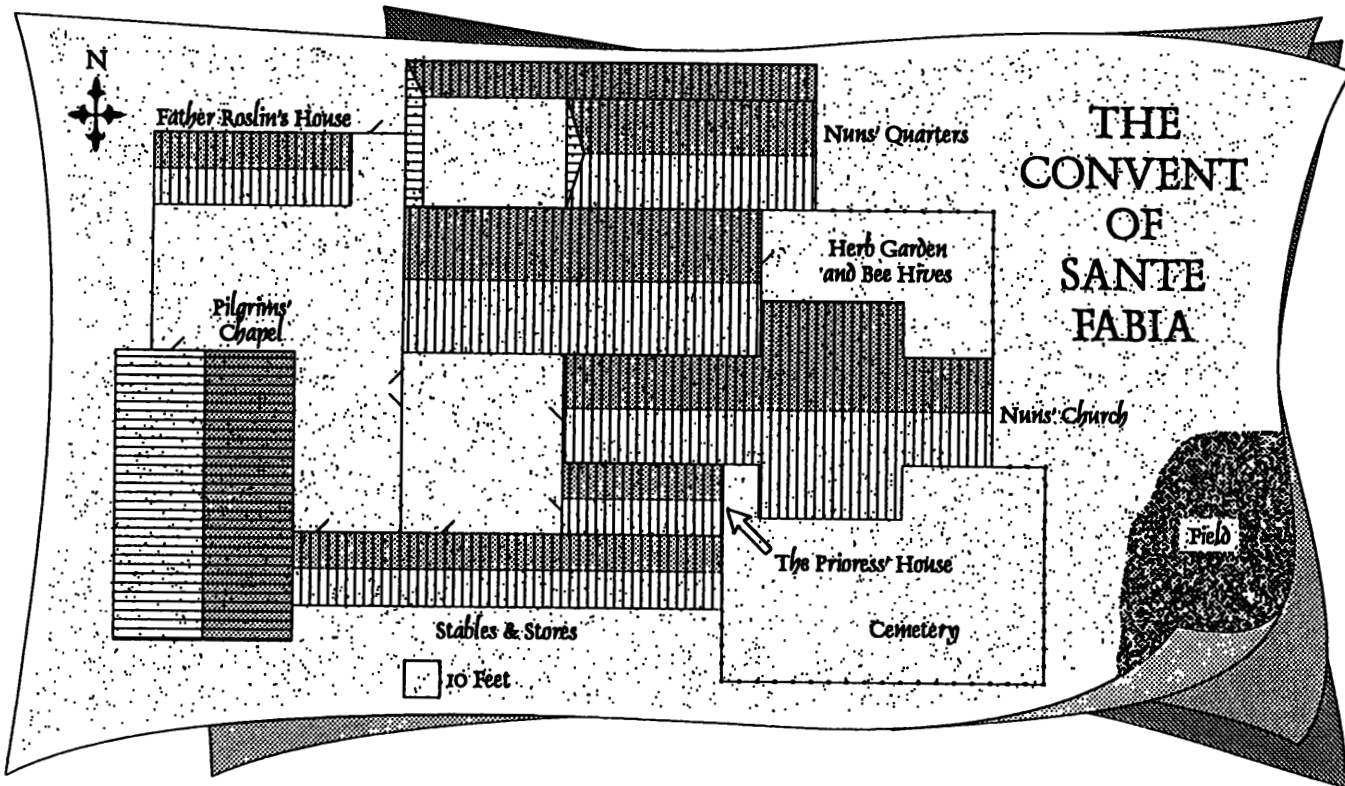 N
Father Roslin's House
Nuns' Quarters
THE
CONVENT
OF
SANTE
FABIA
Herb Garden
and Bee Hives
Pilgrims'
Chapel
Nuns' Church
Field
The Prioress' House
Stables & Stores
Cemetery
10 Feet